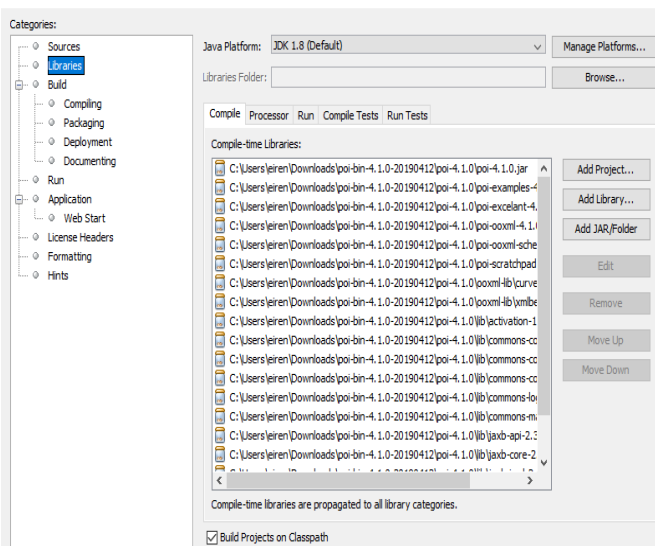 Categories:
Sources
Libraries
Build
Compiling
Packaging
Deployment
Documenting
Run
Application
Web Start
License Headers
Formatting
Hints
Java Platform: JDK 1.8 (Default) Manage Platforms...
Libraries Folder: Browse...
Compile Processor Run Compile Tests Run Tests
Compile-time Libraries:
C:\Users\eiren\Downloads\poi-bin-4.1.0-20190412\poi-4.1.0\poi-4.1.0.jar
C:\Users\eiren\Downloads\poi-bin-4.1.0-20190412\poi-4.1.0\poi-examples-4
C:\Users\eiren\Downloads\poi-bin-4.1.0-20190412\poi-4.1.0\poi-excelant-4.
C:\Users\eiren\Downloads\poi-bin-4.1.0-20190412\poi-4.1.0\poi-ooxml-4.1.
C:\Users\eiren\Downloads\poi-bin-4.1.0-20190412\poi-4.1.0\poi-ooxml-sche
C:\Users\eiren\Downloads\poi-bin-4.1.0-20190412\poi-4.1.0\poi-scratchpad
C:\Users\eiren\Downloads\poi-bin-4.1.0-20190412\poi-4.1.0\ooxml-lib\curve
C:\Users\eiren\Downloads\poi-bin-4.1.0-20190412\poi-4.1.0\ooxml-lib\xmlbe
C:\Users\eiren\Downloads\poi-bin-4.1.0-20190412\poi-4.1.0\lib\activation-1
C:\Users\eiren\Downloads\poi-bin-4.1.0-20190412\poi-4.1.0\lib\commons-co
C:\Users\eiren\Downloads\poi-bin-4.1.0-20190412\poi-4.1.0\lib\commons-co
C:\Users\eiren\Downloads\poi-bin-4.1.0-20190412\poi-4.1.0\lib\commons-co
C:\Users\eiren\Downloads\poi-bin-4.1.0-20190412\poi-4.1.0\lib\commons-lo
C:\Users\eiren\Downloads\poi-bin-4.1.0-20190412\poi-4.1.0\lib\commons-m
C:\Users\eiren\Downloads\poi-bin-4.1.0-20190412\poi-4.1.0\lib\jaxb-api-2.3
C:\Users\eiren\Downloads\poi-bin-4.1.0-20190412\poi-4.1.0\lib\jaxb-core-2
Add Project...
Add Library...
Add JAR/Folder
Edit
Remove
Move Up
Move Down
Compile-time libraries are propagated to all library categories.
Build Projects on Classpath